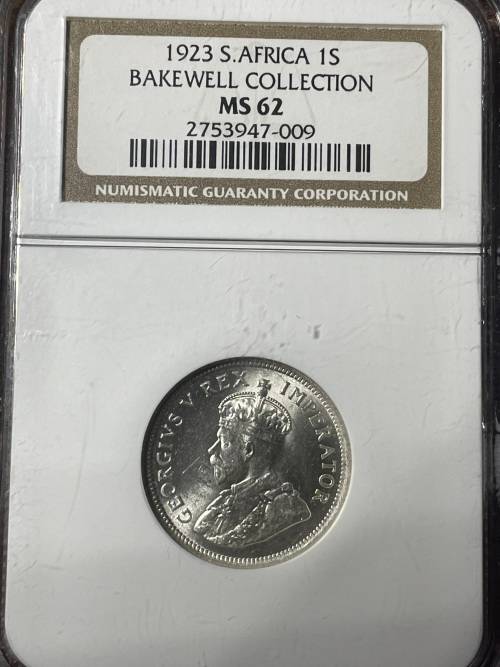 1923 S.AFRICA 1S
BAKEWELL COLLECTION
MS 62
2753947-009
NUMISMATIC GUARANTY CORPORATION
GEORGIVS V REX IMPERATOR